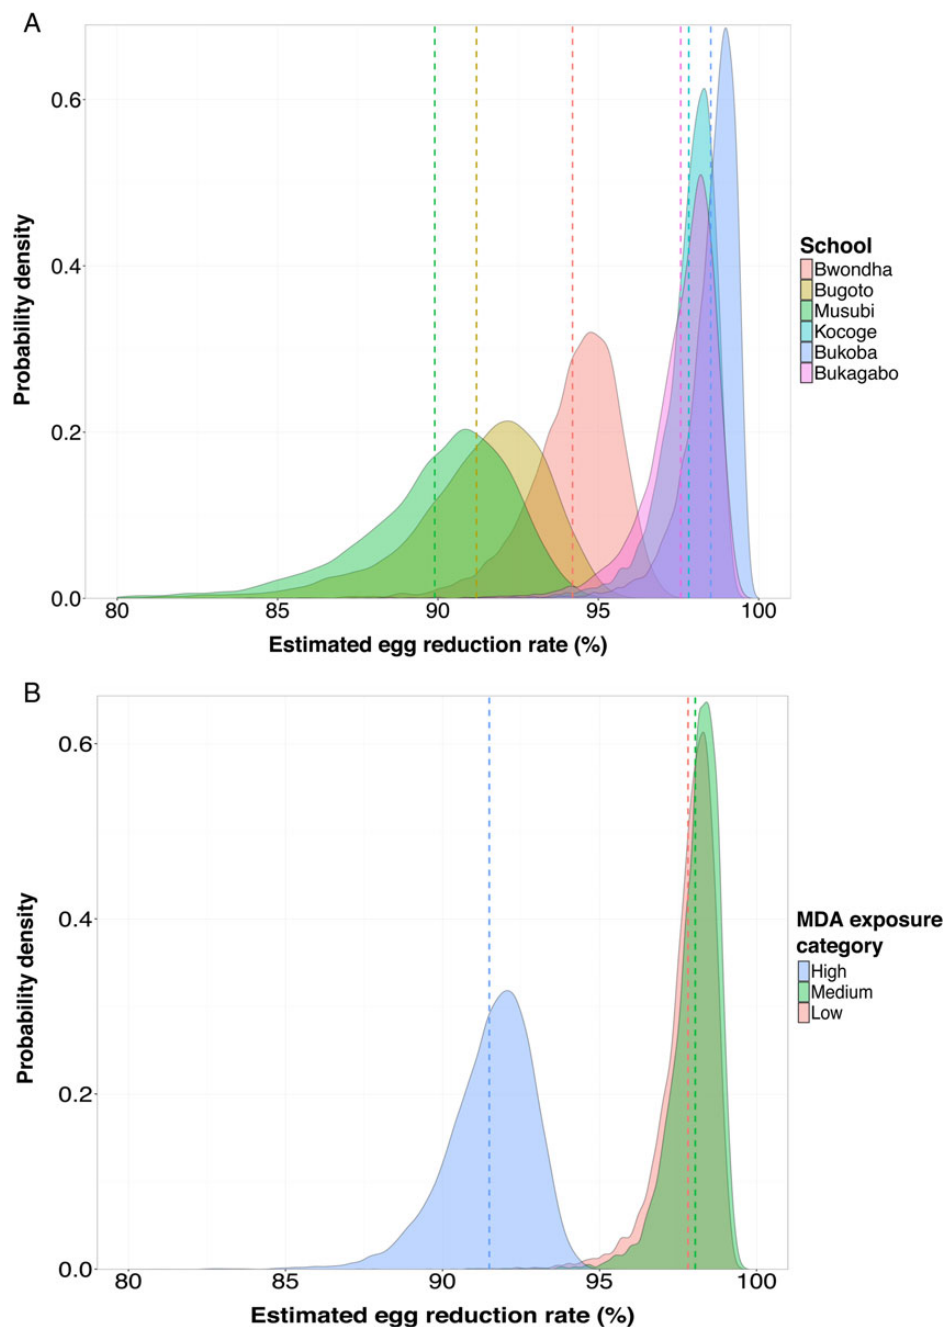 A
0.6
0.4
0.2
0.0
Probability density
80 85 90 95 100
Estimated egg reduction rate (%)
School
Bwondha
Bugoto
Musubi
Kocoge
Bukoba
Bukagabo
B
0.6
0.4
0.2
0.0
Probability density
80 85 90 95 100
Estimated egg reduction rate (%)
MDA exposure
category
High
Medium
Low